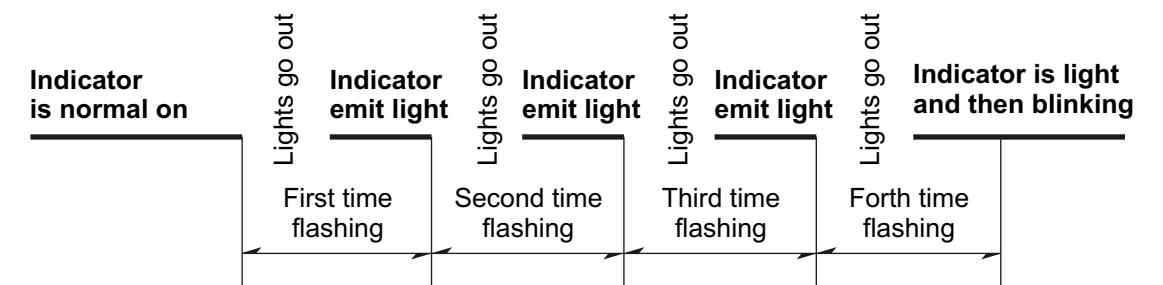 Indicator
is normal on
Lights go out
Indicator
emit light
Lights go out
Indicator
emit light
Lights go out
Indicator
emit light
Lights go out
Indicator is light
and then blinking
First time
flashing
Second time
flashing
Third time
flashing
Forth time
flashing